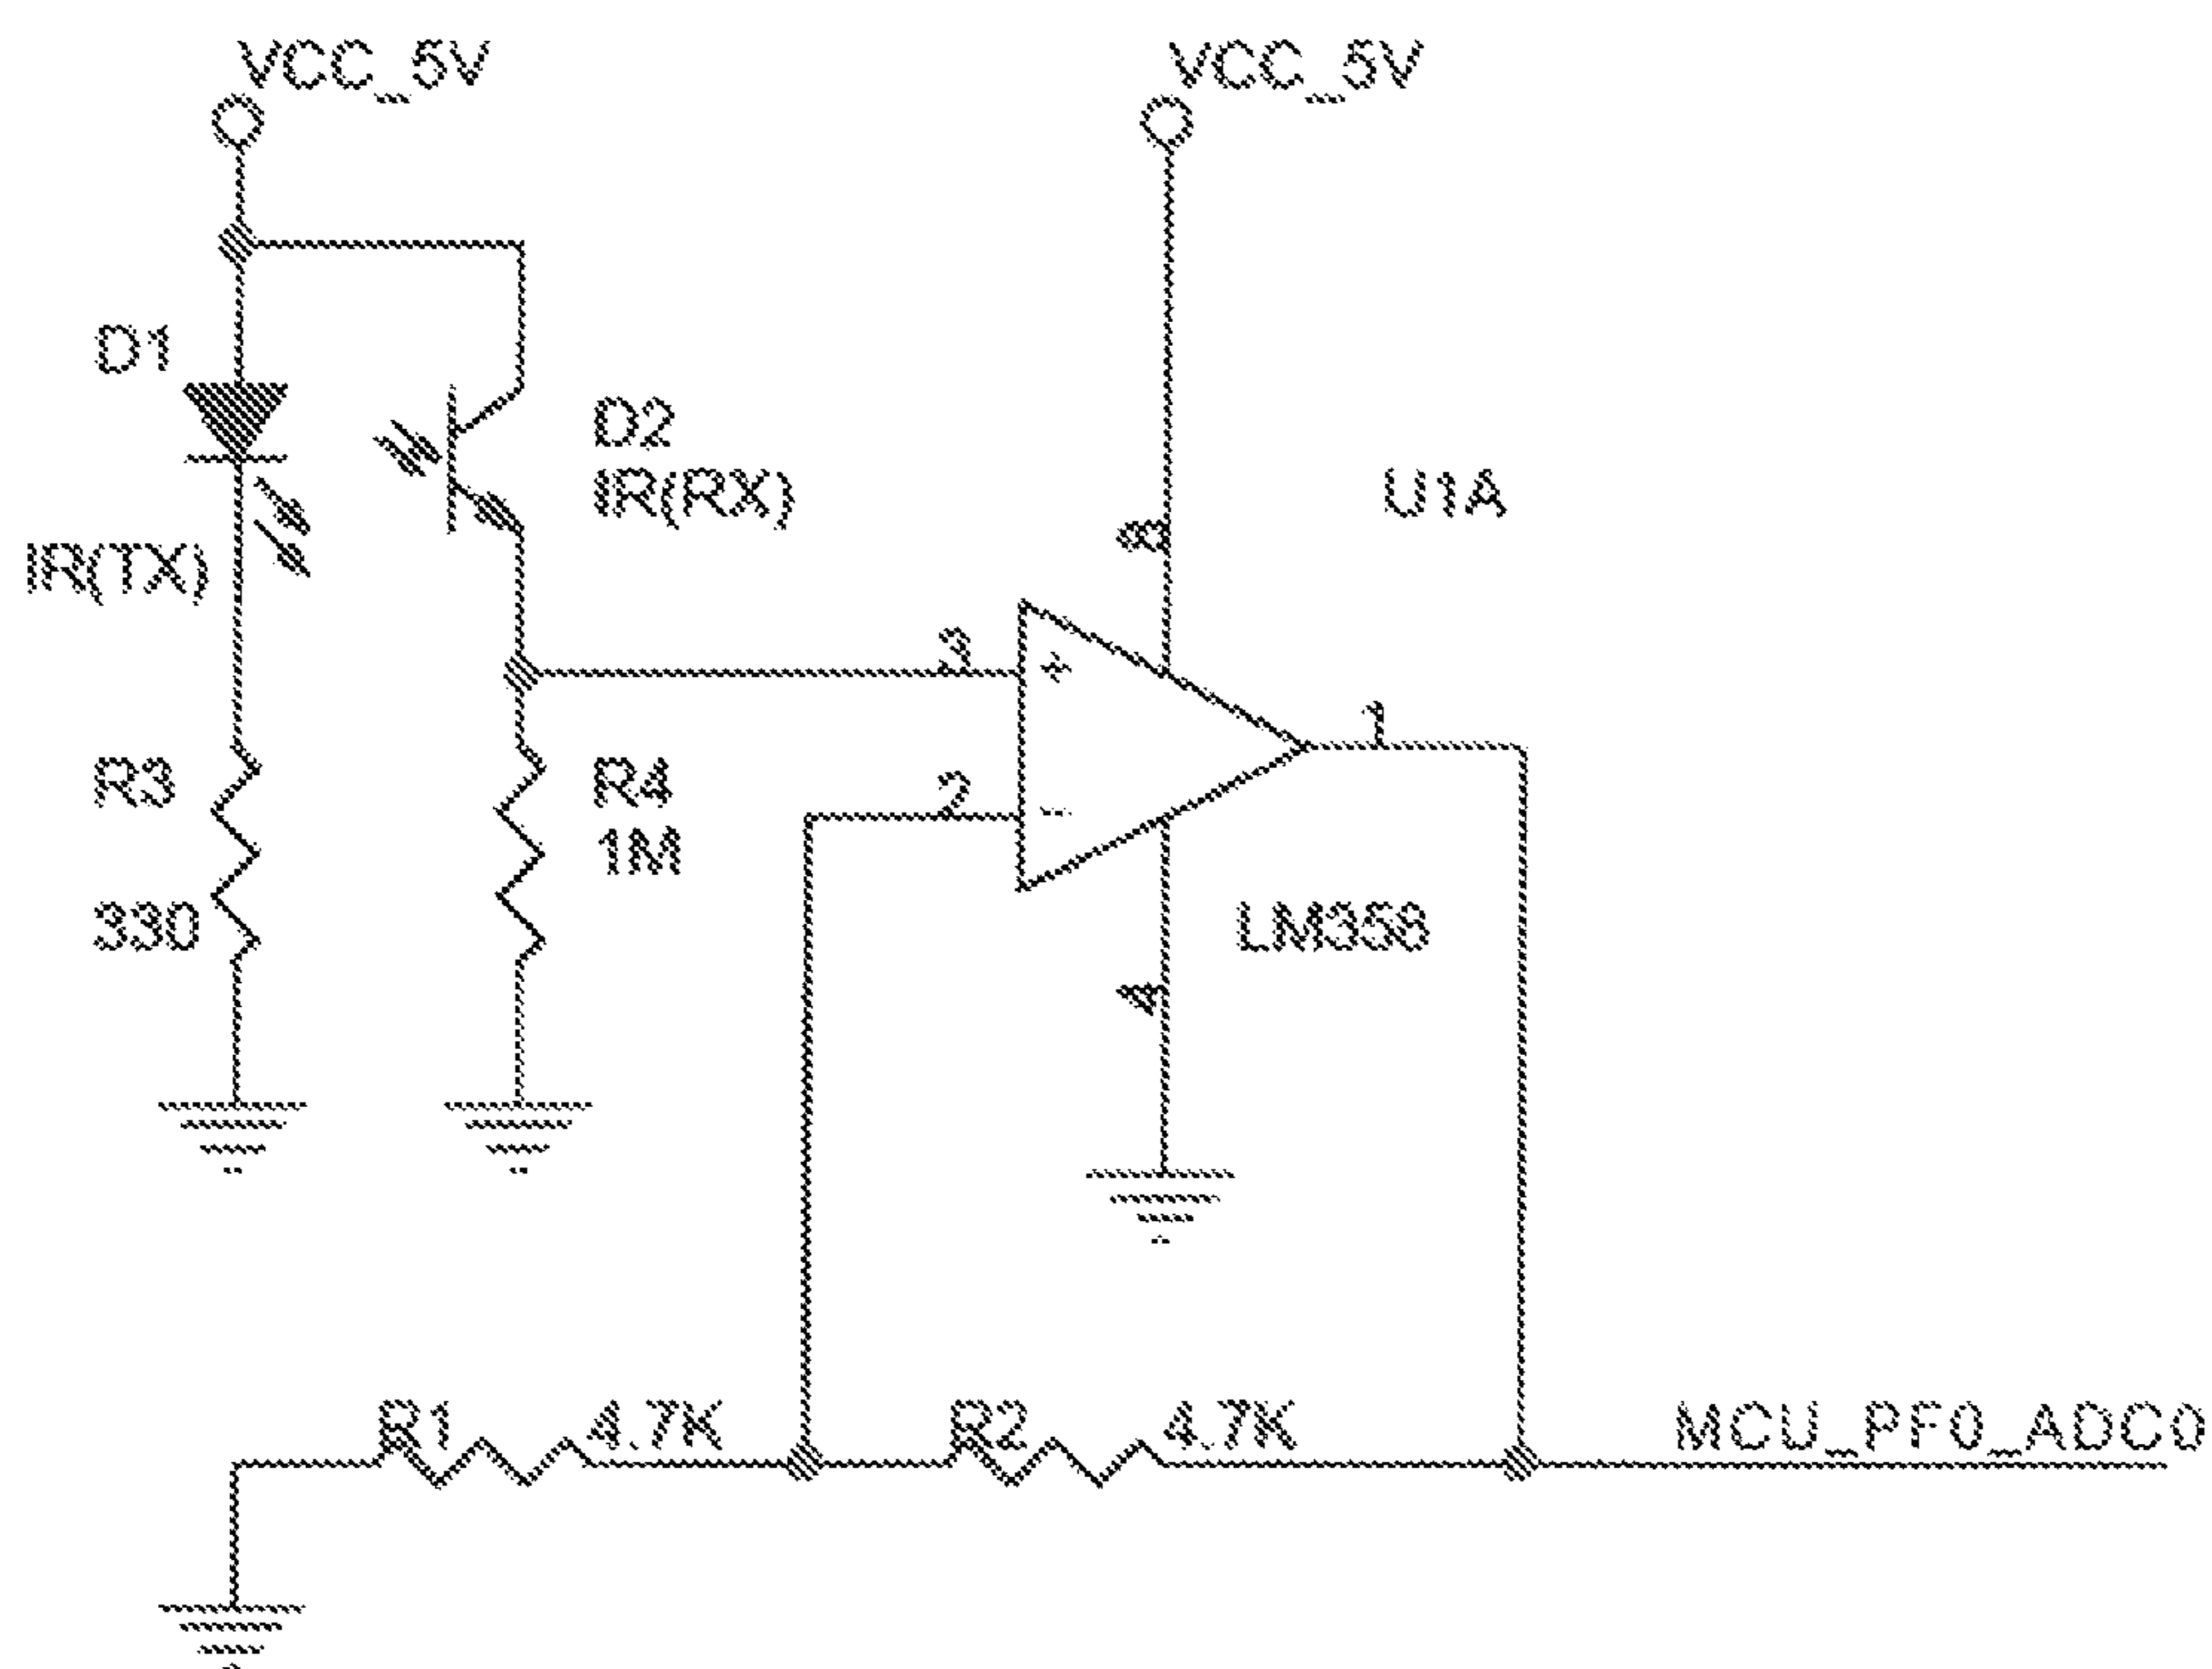 VCC_5V
VCC_5V
D1
D2
IR(RX)
IR(TX)
U1A
8
3
+
1
2
-
R3
330
R4
1M
LM358
4
R1
4.7K
R2
4.7K
MCU_PF0_ADC0